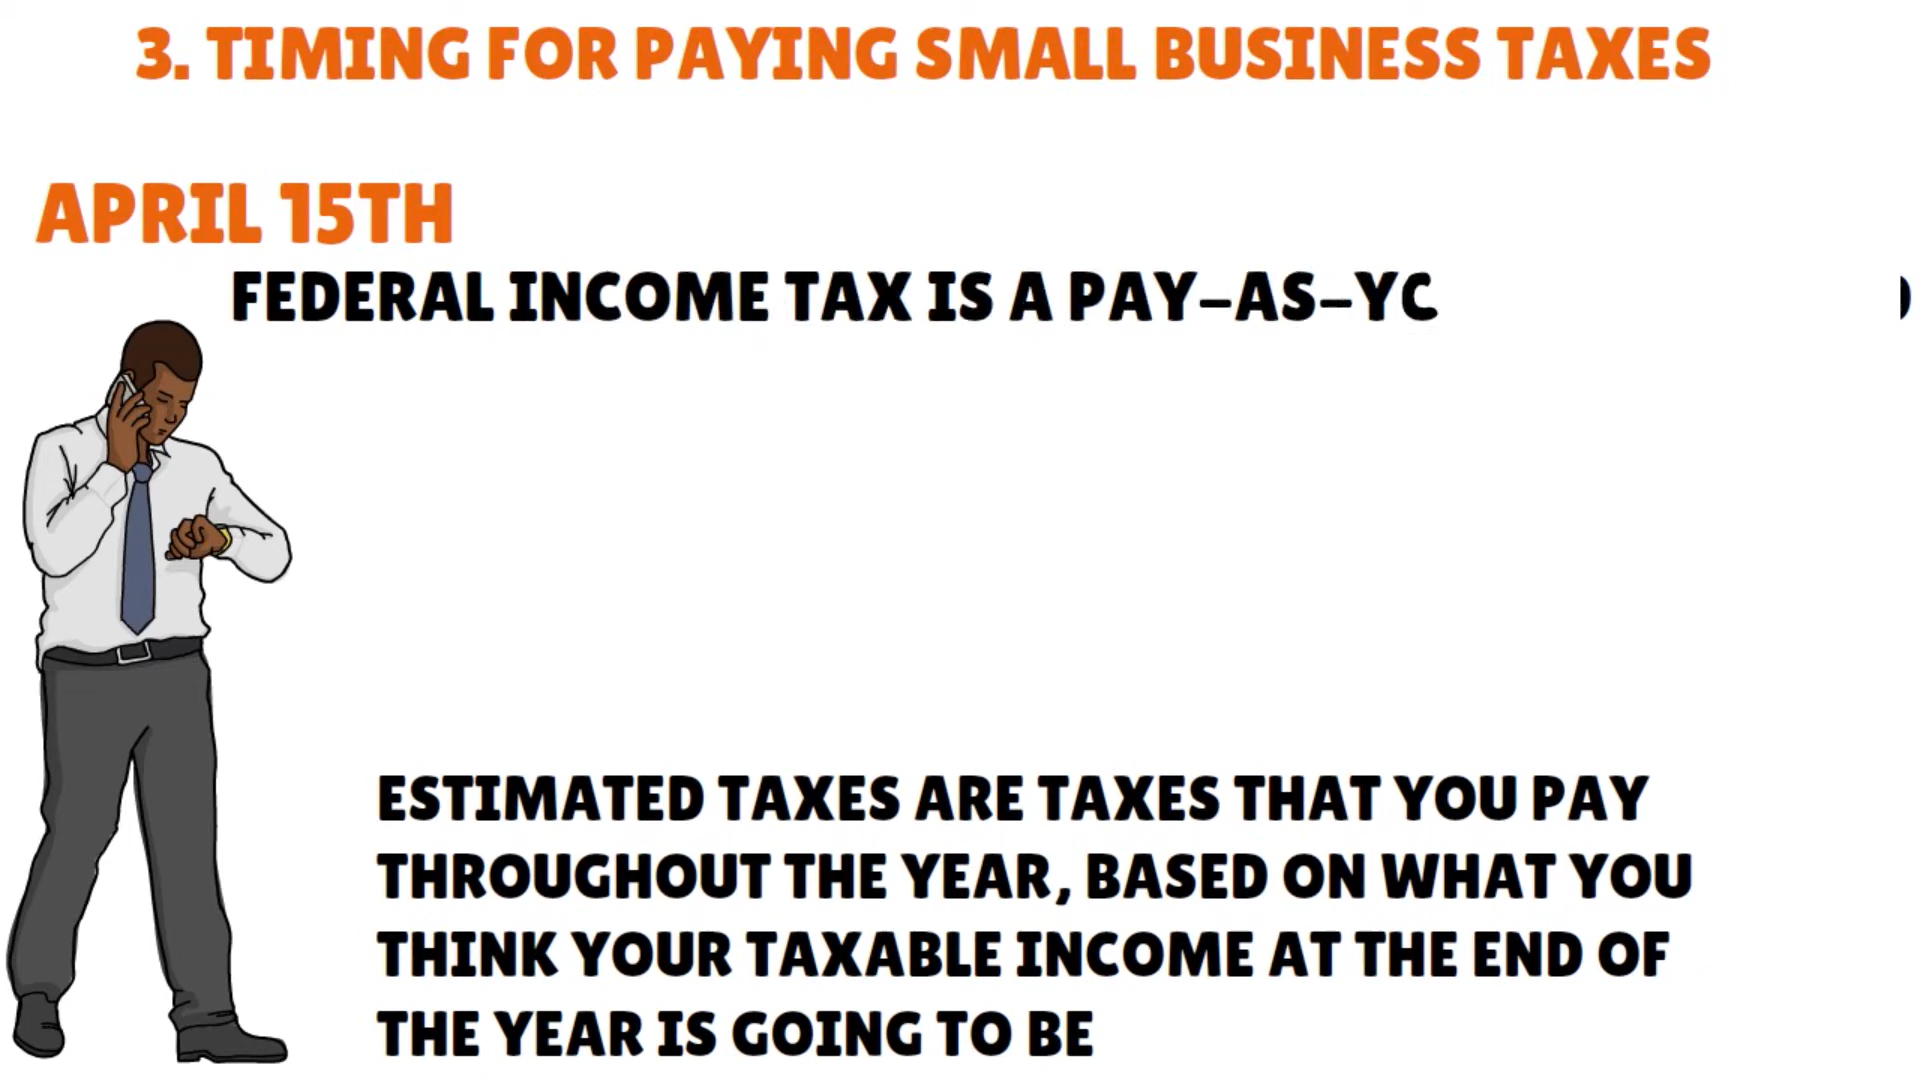 3. TIMING FOR PAYING SMALL BUSINESS TAXES
APRIL 15TH
FEDERAL INCOME TAX IS A PAY-AS-YC
ESTIMATED TAXES ARE TAXES THAT YOU PAY
THROUGHOUT THE YEAR, BASED ON WHAT YOU
THINK YOUR TAXABLE INCOME AT THE END OF
THE YEAR IS GOING TO BE